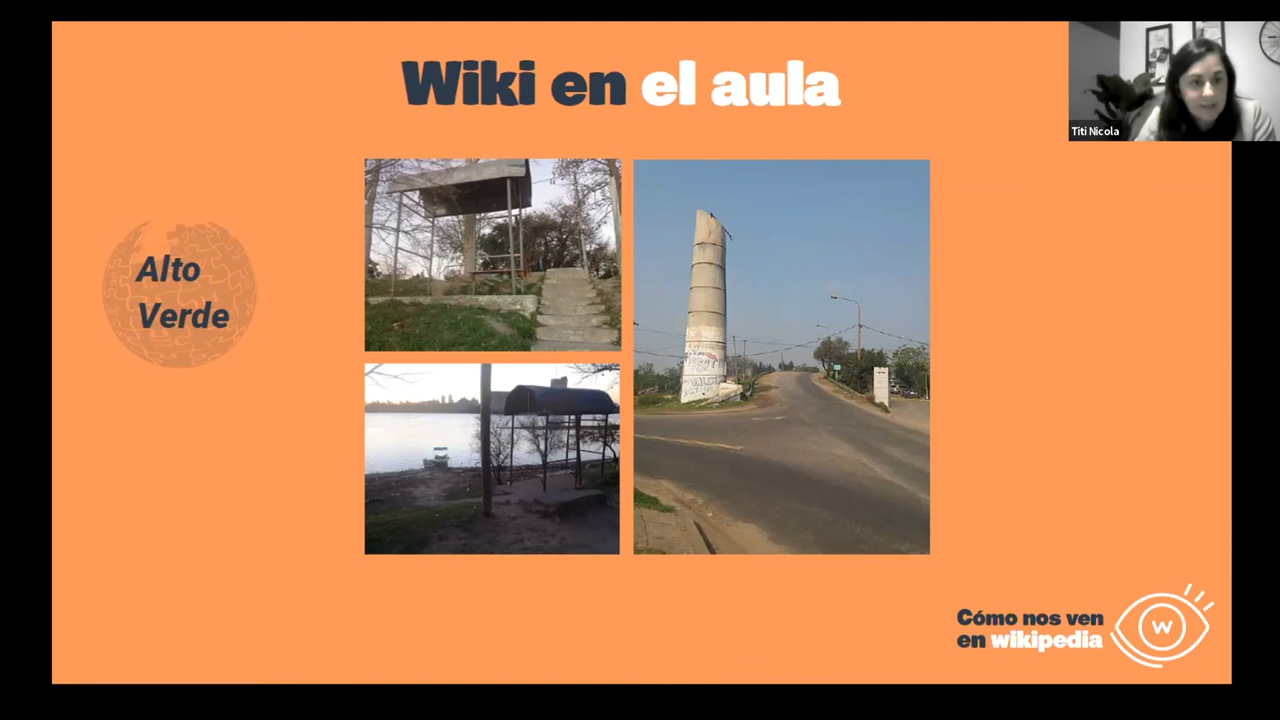 Wiki en el aula
Titi Nicola
Alto
Verde
Cómo nos ven
en wikipedia
W